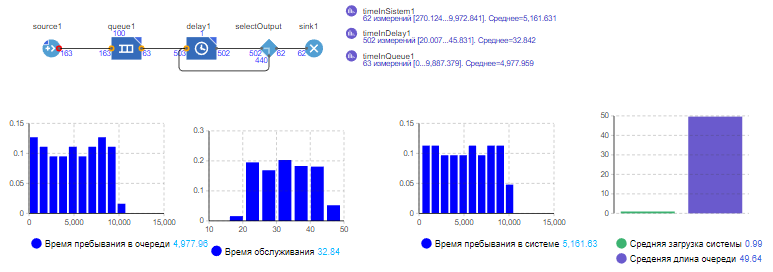 source1
queue1
delay1
selectOutput
sink1
100
1
163
163
63
503
502
502
62
62
440
timeInSistem1
62 измерений [270.124...9,972.841]. Среднее=5,161.631
timeInDelay1
502 измерений [20.007...45.831]. Среднее=32.842
timeInQueue1
63 измерений [0...9,887.379]. Среднее=4,977.959
0.15
0.1
0.05
0
0
5,000
10,000
15,000
Время пребывания в очереди 4,977.96
0.3
0.2
0.1
0
10
20
30
40
50
Время обслуживания 32.84
0.15
0.1
0.05
0
0
5,000
10,000
15,000
Время пребывания в системе 5,161.63
50
40
30
20
10
0
Средняя загрузка системы 0.99
Средняя длина очереди 49.64